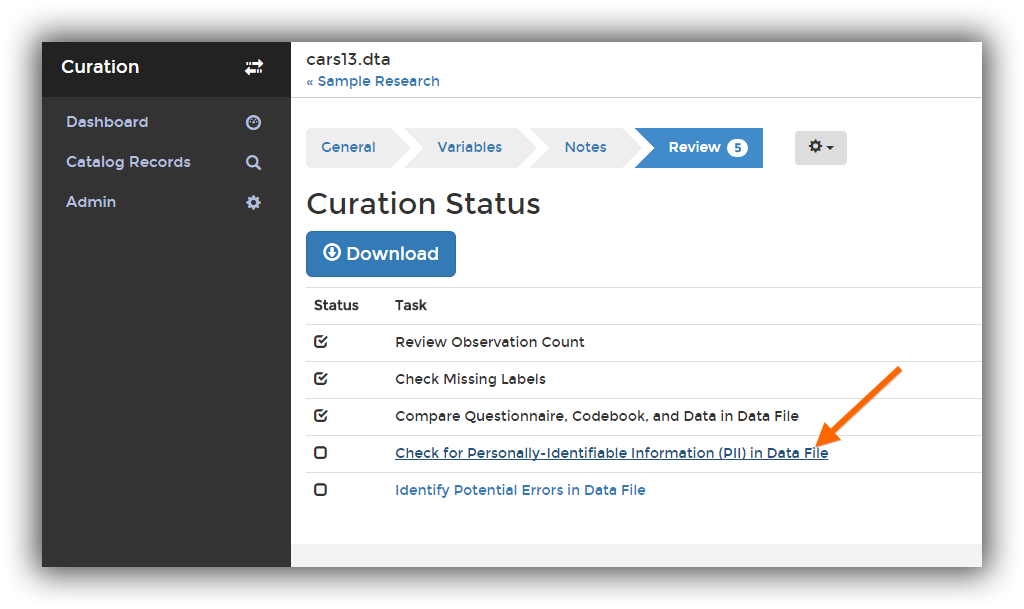 Curation
Dashboard
Catalog Records
Admin
cars13.dta
« Sample Research
General
Variables
Notes
Review 5
Curation Status
Download
Status Task
Review Observation Count
Check Missing Labels
Compare Questionnaire, Codebook, and Data in Data File
Check for Personally-Identifiable Information (PII) in Data File
Identify Potential Errors in Data File